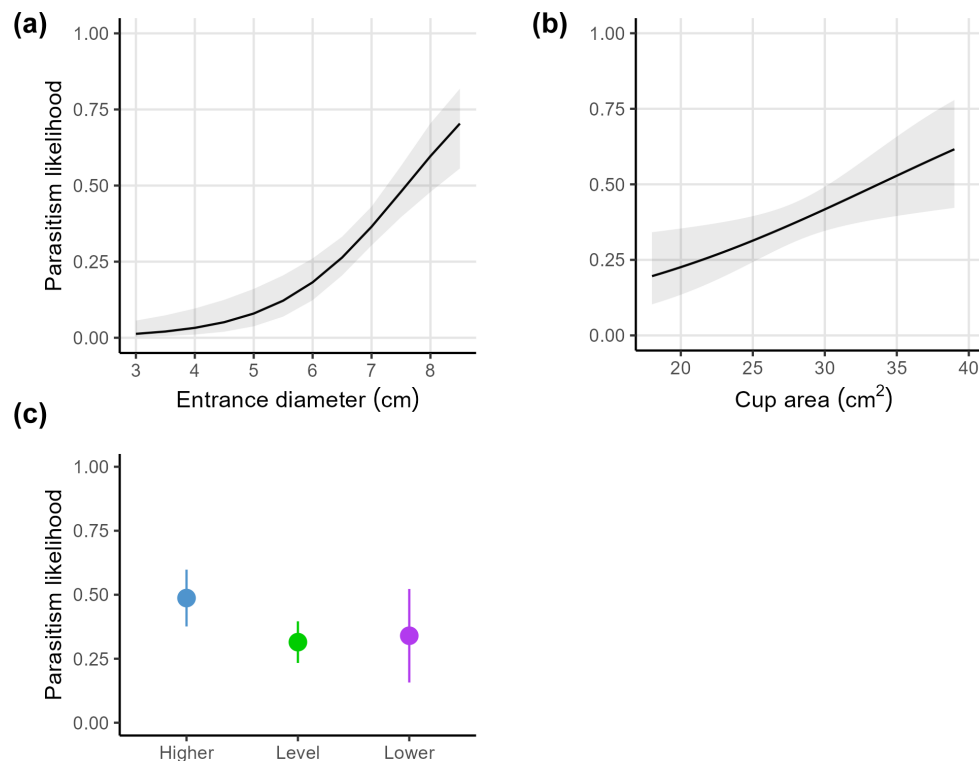 (a)
1.00
0.75
0.50
0.25
0.00
Parasitism likelihood
3 4 5 6 7 8
Entrance diameter (cm)
(b)
1.00
0.75
0.50
0.25
0.00
20 25 30 35 40
Cup area (cm²)
(c)
1.00
0.75
0.50
0.25
0.00
Parasitism likelihood
Higher Level Lower